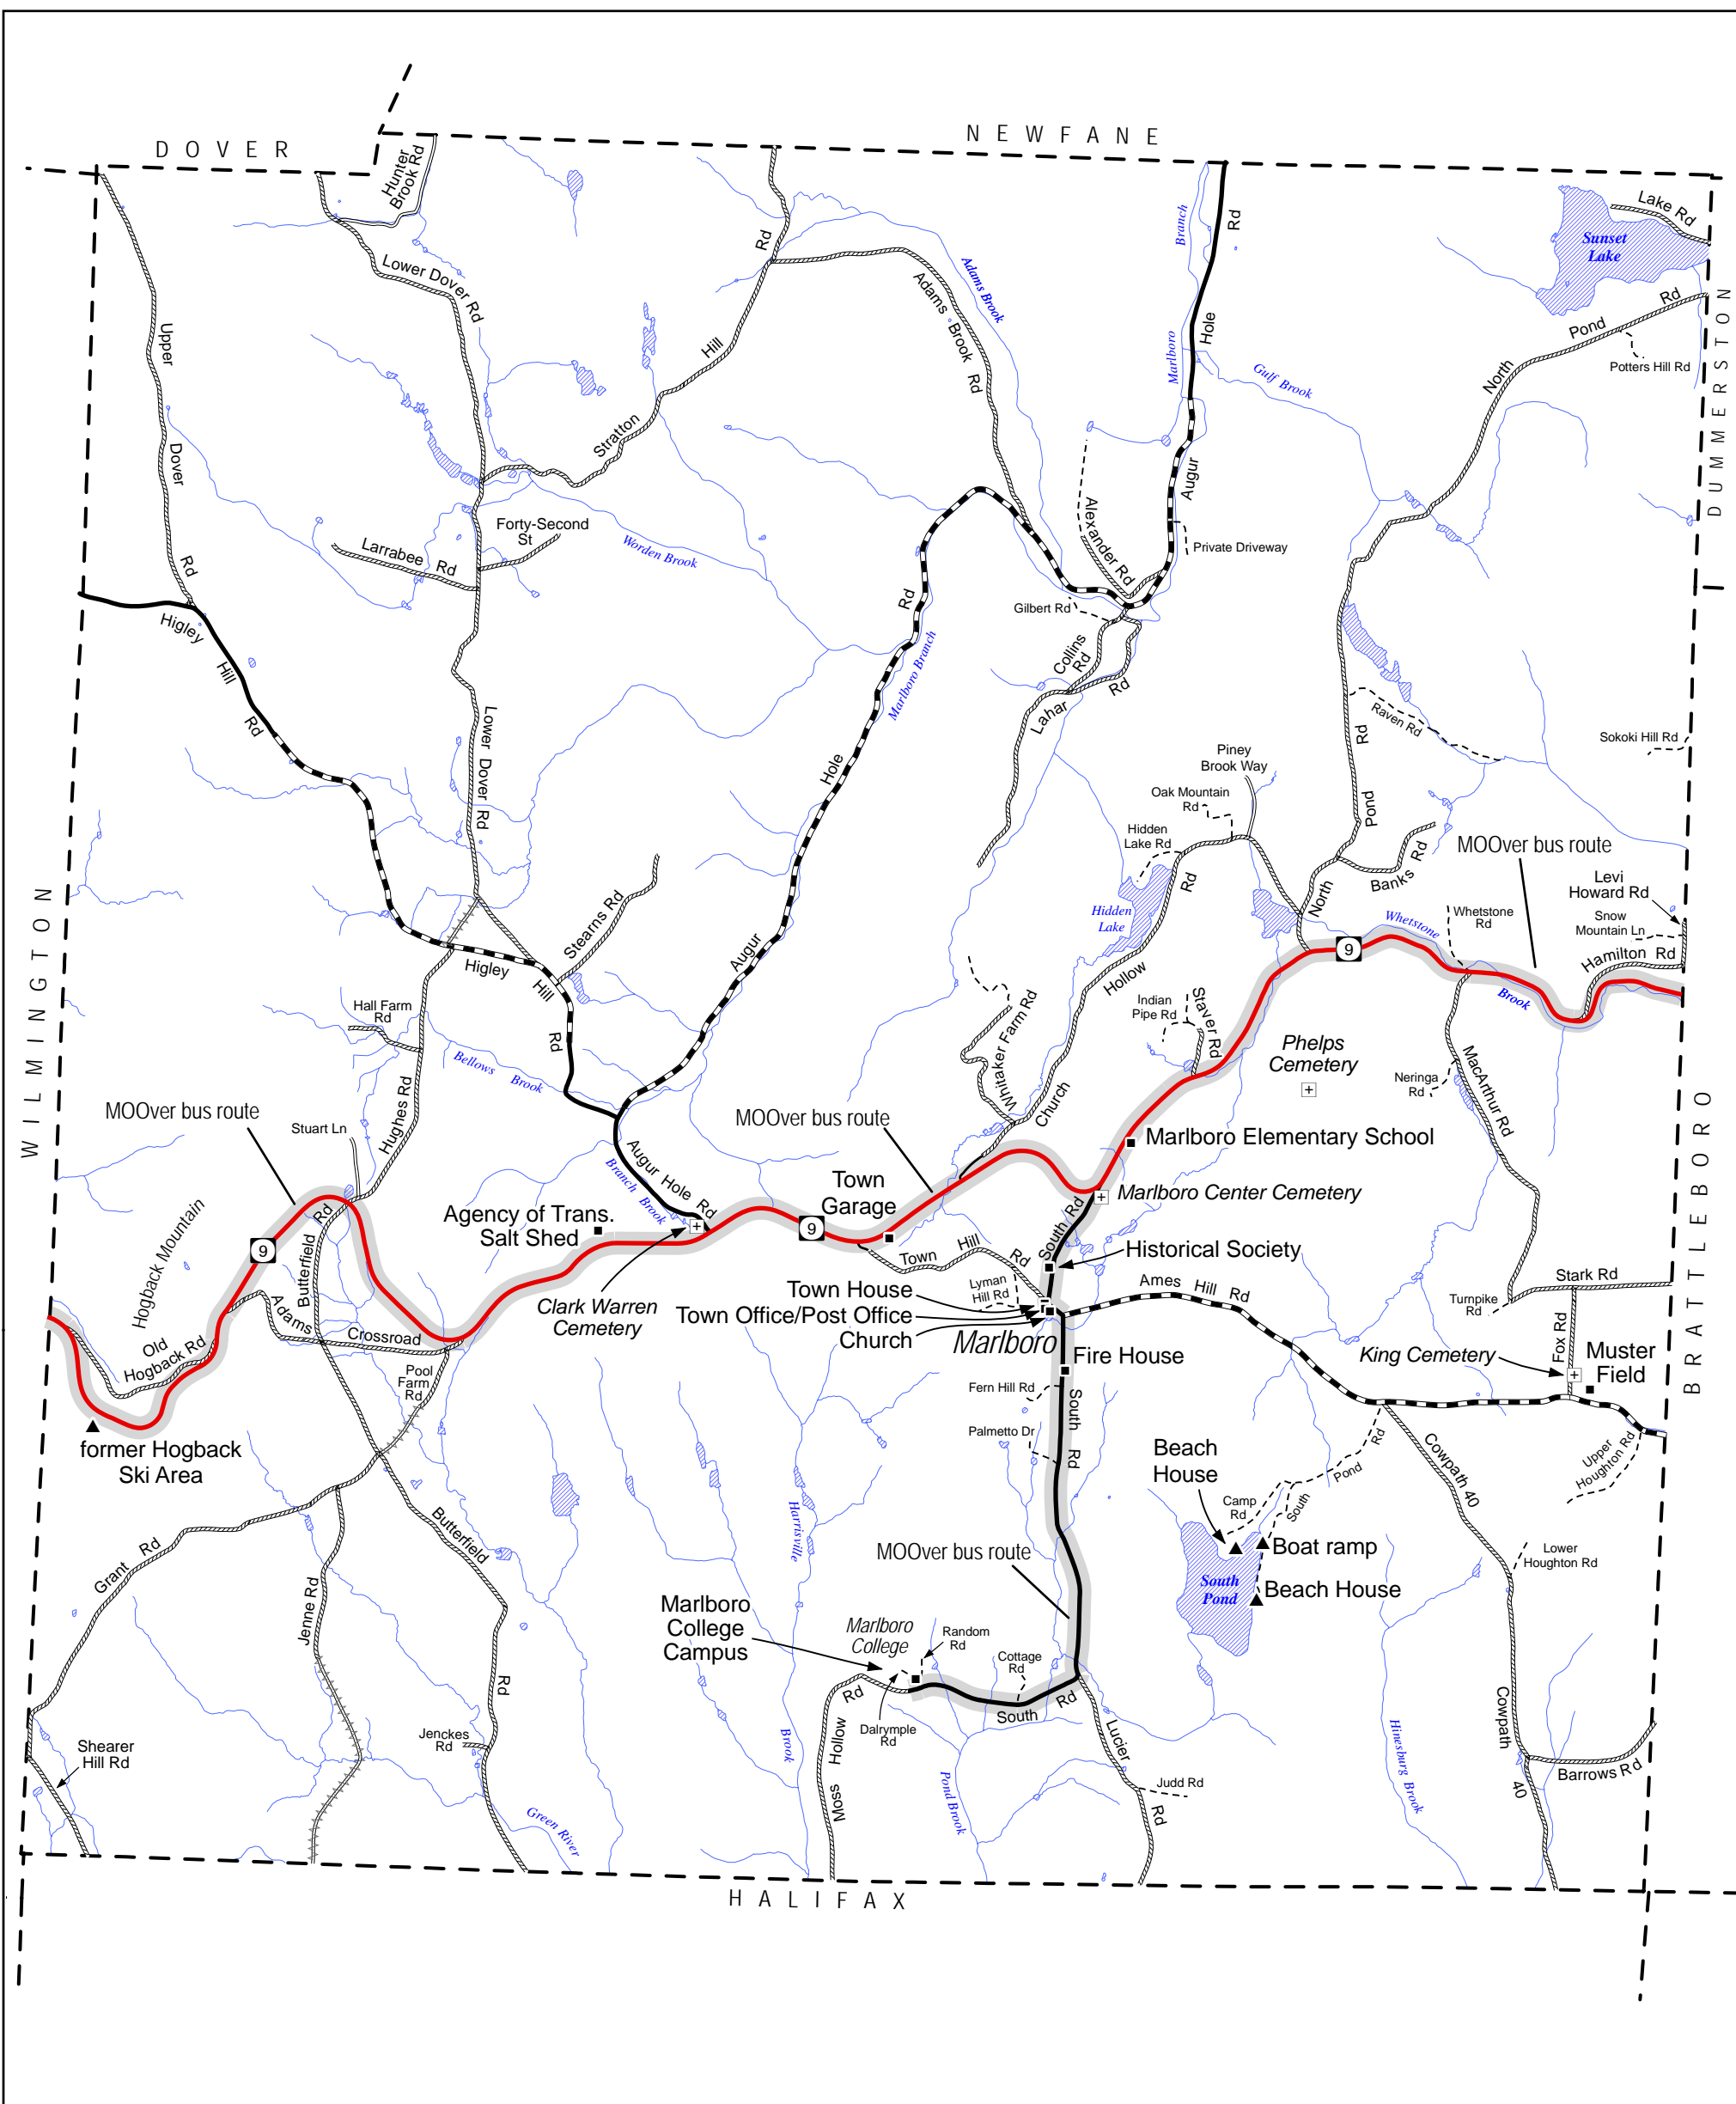 DOVER
NEWFANE
Hunter
Brook Rd
Lake Rd
Sunset
Lake
Marlboro Branch
Rd
Lower Dover Rd
Adams Brook
Adams Brook Rd
Stratton Hill Rd
Augur Hole Rd
Gulf Brook
North Pond Rd
Potters Hill Rd
DUMMERSTON
Upper Dover Rd
Forty-Second
St
Larrabee Rd
Worden Brook
Alexander Rd
Private Driveway
Gilbert Rd
Collins
Rd
Lahar Rd
Marlboro Branch
Higley Hill Rd
Lower Dover Rd
Augur Hole Rd
Raven Rd
Sokoki Hill Rd
Piney
Brook Way
Oak Mountain
Rd
Hidden
Lake Rd
North Pond Rd
Banks Rd
MOOver bus route
Levi
Howard Rd
Snow
Mountain Ln
Hamilton Rd
Whetstone
Rd
Whetstone Brook
9
Hidden
Lake
WILMINGTON
Stearns Rd
Higley Hill Rd
Hall Farm
Rd
Bellows Brook
Hughes Rd
Stuart Ln
MOOver bus route
Whitaker Farm Rd
Church Hollow Rd
Indian
Pipe Rd
Staver Rd
Phelps
Cemetery
Neringa
Rd
MacArthur Rd
BRATTLEBORO
MOOver bus route
Marlboro Elementary School
Marlboro Center Cemetery
Augur Hole Rd
Branch Brook
Town
Garage
9
Agency of Trans.
Salt Shed
Clark Warren
Cemetery
Hogback Mountain
9
Butterfield Rd
Adams Crossroad
Old
Hogback Rd
Town Hill Rd
Lyman
Hill Rd
South Rd
Historical Society
Town House
Town Office/Post Office
Church
Marlboro
Ames Hill Rd
Stark Rd
Turnpike
Rd
Fox Rd
King Cemetery
Muster
Field
Fire House
Fern Hill Rd
Palmetto Dr
South Rd
Pool
Farm
Rd
former Hogback
Ski Area
Upper
Houghton Rd
Cowpath 40
Beach
House
Camp
Rd
South Pond Rd
Boat ramp
Beach House
South
Pond
Lower
Houghton Rd
Harrisville Brook
MOOver bus route
Grant Rd
Butterfield Rd
Jenne Rd
Marlboro
College
Campus
Marlboro
College
Random
Rd
Cottage
Rd
South Rd
Dalrymple
Rd
Moss Hollow Rd
Pond Brook
Lucier Rd
Judd Rd
Hinesburg Brook
Cowpath 40
Barrows Rd
Shearer
Hill Rd
Jenckes
Rd
Green River
HALIFAX